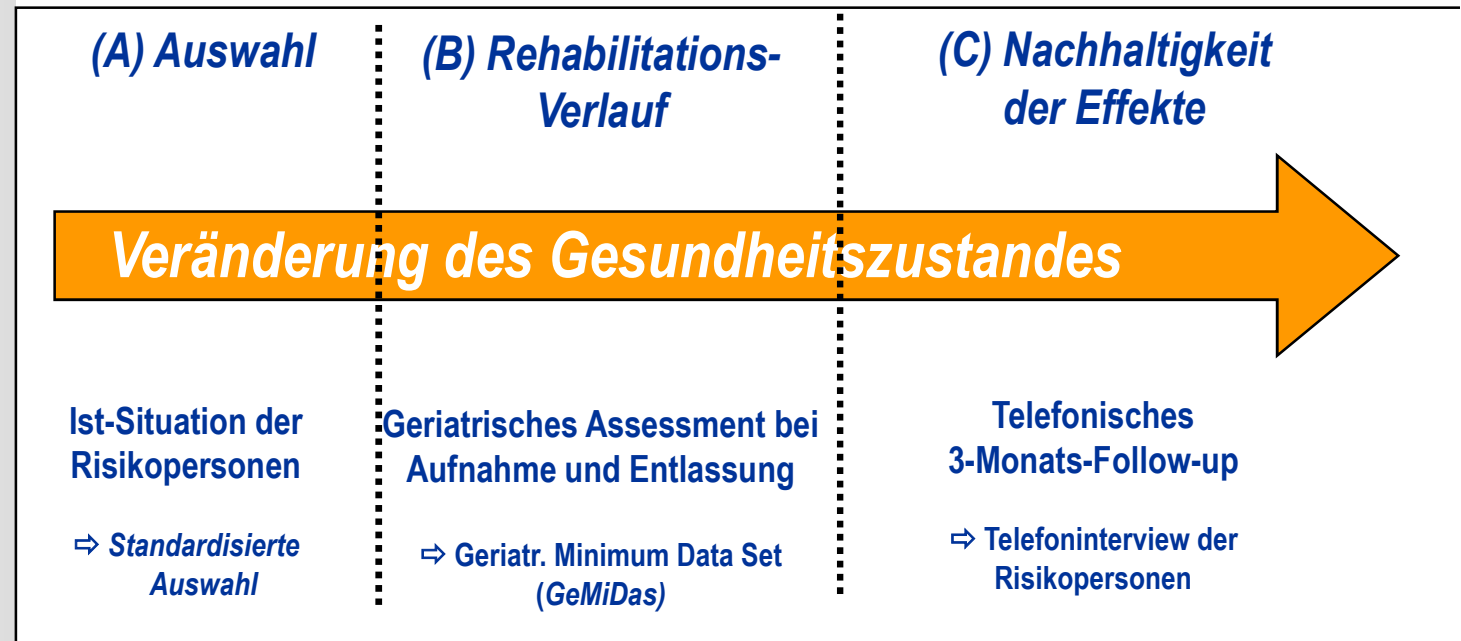 (A) Auswahl
(B) Rehabilitations-
Verlauf
(C) Nachhaltigkeit
der Effekte
Veränderung des Gesundheitszustandes
Ist-Situation der
Risikopersonen
⇨ Standardisierte
Auswahl
Geriatrisches Assessment bei
Aufnahme und Entlassung
⇨ Geriatr. Minimum Data Set
(GeMiDas)
Telefonisches
3-Monats-Follow-up
⇨ Telefoninterview der
Risikopersonen